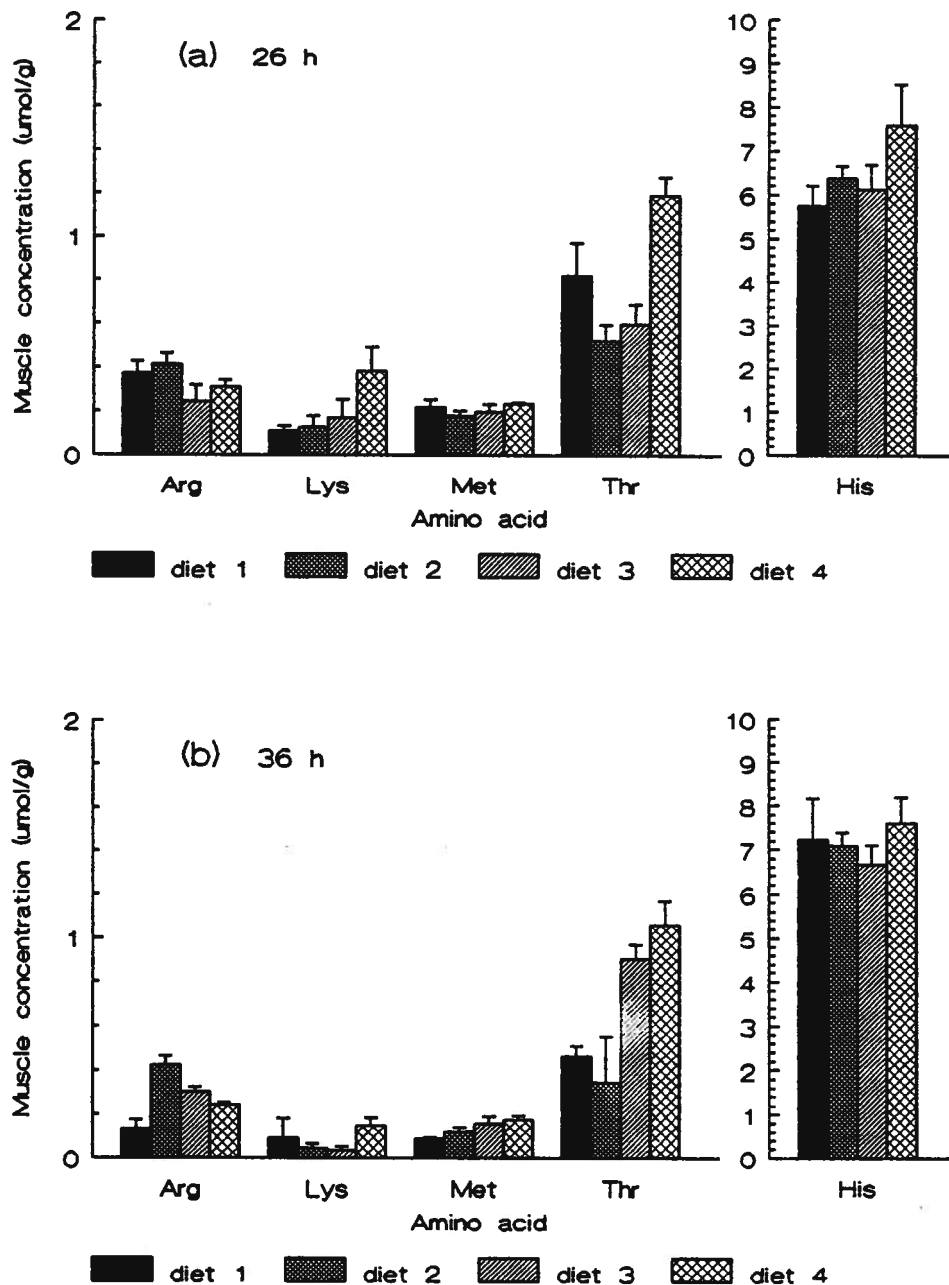 (a) 26 h
Muscle concentration (umol/g)
2
1
0
10
9
8
7
6
5
4
3
2
1
0
Arg Lys Met Thr His
Amino acid
diet 1 diet 2 diet 3 diet 4
(b) 36 h
Muscle concentration (umol/g)
2
1
0
10
9
8
7
6
5
4
3
2
1
0
Arg Lys Met Thr His
Amino acid
diet 1 diet 2 diet 3 diet 4